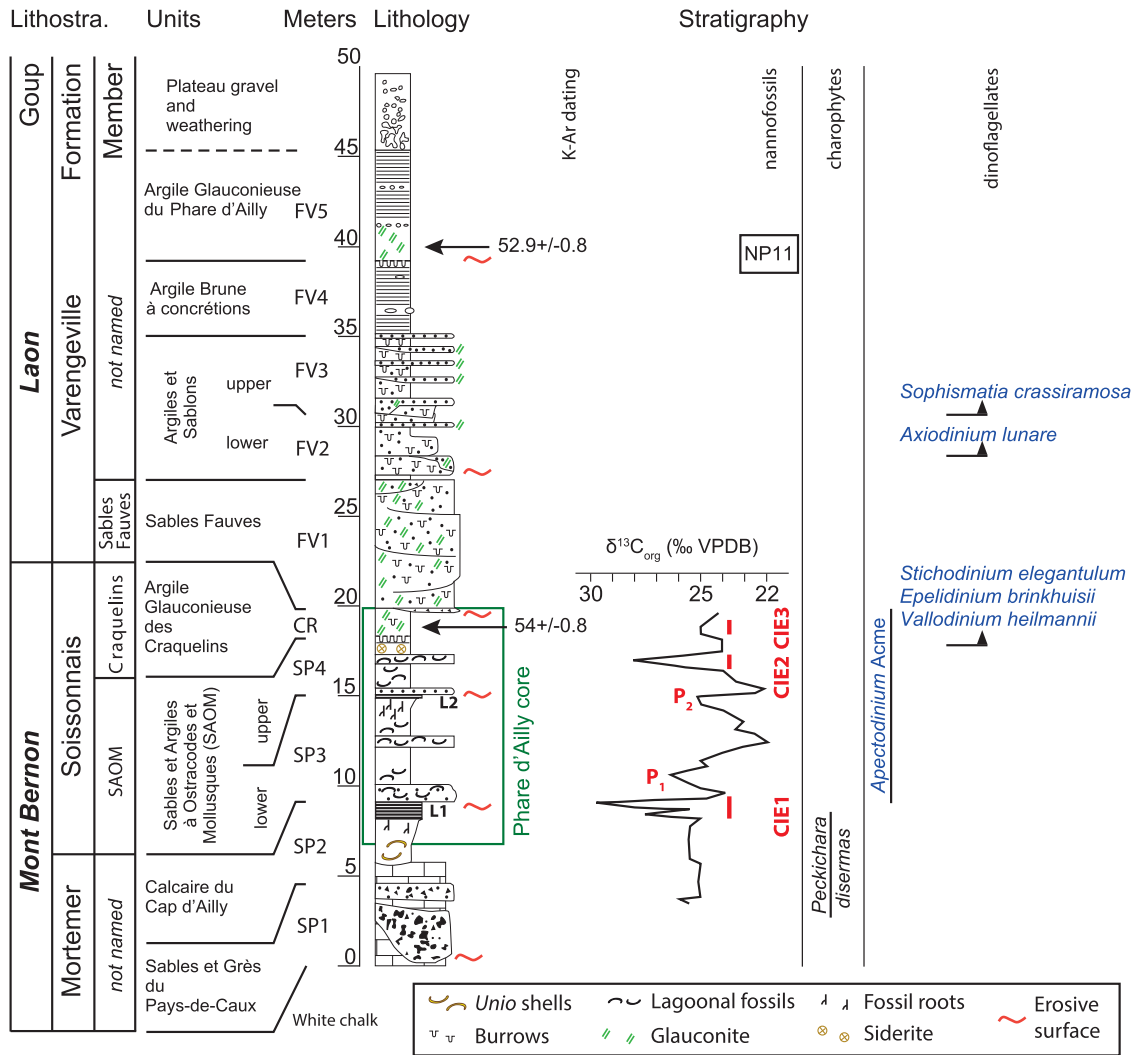 Lithostra. Units Meters Lithology Stratigraphy
Goup
Formation
Member
K-Ar dating
nannofossils
charophytes
dinoflagellates
50
Plateau gravel
and
weathering
45
Argile Glauconieuse
du Phare d'Ailly
FV5
40
52.9+/-0.8
NP11
Argile Brune
à concrétions
FV4
35
Laon
Varengeville
not named
Argiles et
Sablons
upper
lower
FV3
30
FV2
Sophismatia crassiramosa
Axiodinium lunare
Sables
Fauves
Sables Fauves
25
FV1
δ13Corg (‰ VPDB)
30 25 22
Stichodinium elegantulum
Epelidinium brinkhuisii
Vallodinium heilmannii
Mont Bernon
Soissonnais
Craquelins
Argile
Glauconieuse
des
Craquelins
20
CR
54+/-0.8
CIE3
SP4
CIE2
15
L2
P2
Apectodinium Acme
SAOM
Sables et Argiles
à Ostracodes et
Mollusques (SAOM)
upper
lower
SP3
Phare d'Ailly core
10
P1
L1
CIE1
SP2
Peckichara
disermas
5
Mortemer
not named
Calcaire du
Cap d'Ailly
SP1
0
Sables et Grès
du
Pays-de-Caux
White chalk
Unio shells
Lagoonal fossils
Fossil roots
Erosive
surface
Burrows
Glauconite
Siderite